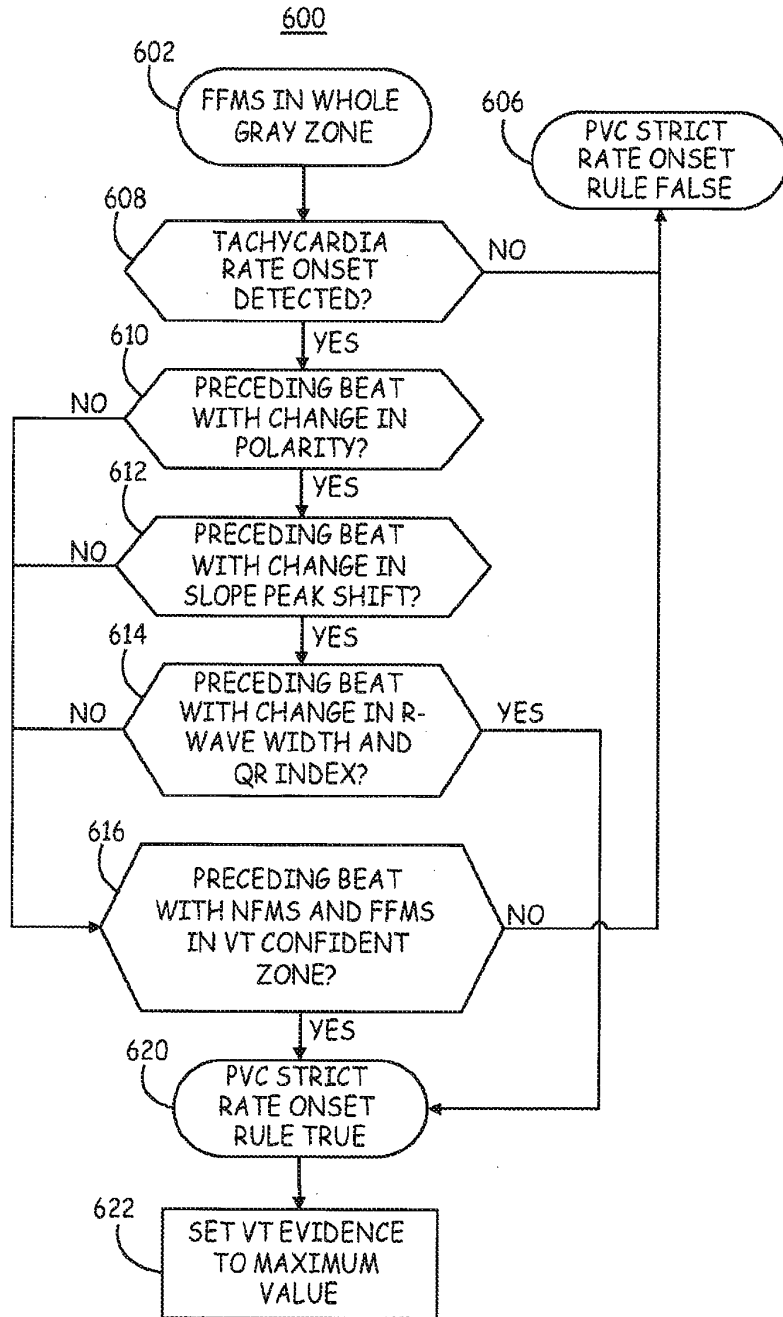 600
602
FFMS IN WHOLE
GRAY ZONE
606
PVC STRICT
RATE ONSET
RULE FALSE
608
TACHYCARDIA
RATE ONSET
DETECTED?
NO
YES
610
PRECEDING BEAT
WITH CHANGE IN
POLARITY?
NO
YES
612
PRECEDING BEAT
WITH CHANGE IN
SLOPE PEAK SHIFT?
NO
YES
614
PRECEDING BEAT
WITH CHANGE IN R-
WAVE WIDTH AND
QR INDEX?
NO
YES
616
PRECEDING BEAT
WITH NFMS AND FFMS
IN VT CONFIDENT
ZONE?
NO
YES
620
PVC STRICT
RATE ONSET
RULE TRUE
622
SET VT EVIDENCE
TO MAXIMUM
VALUE